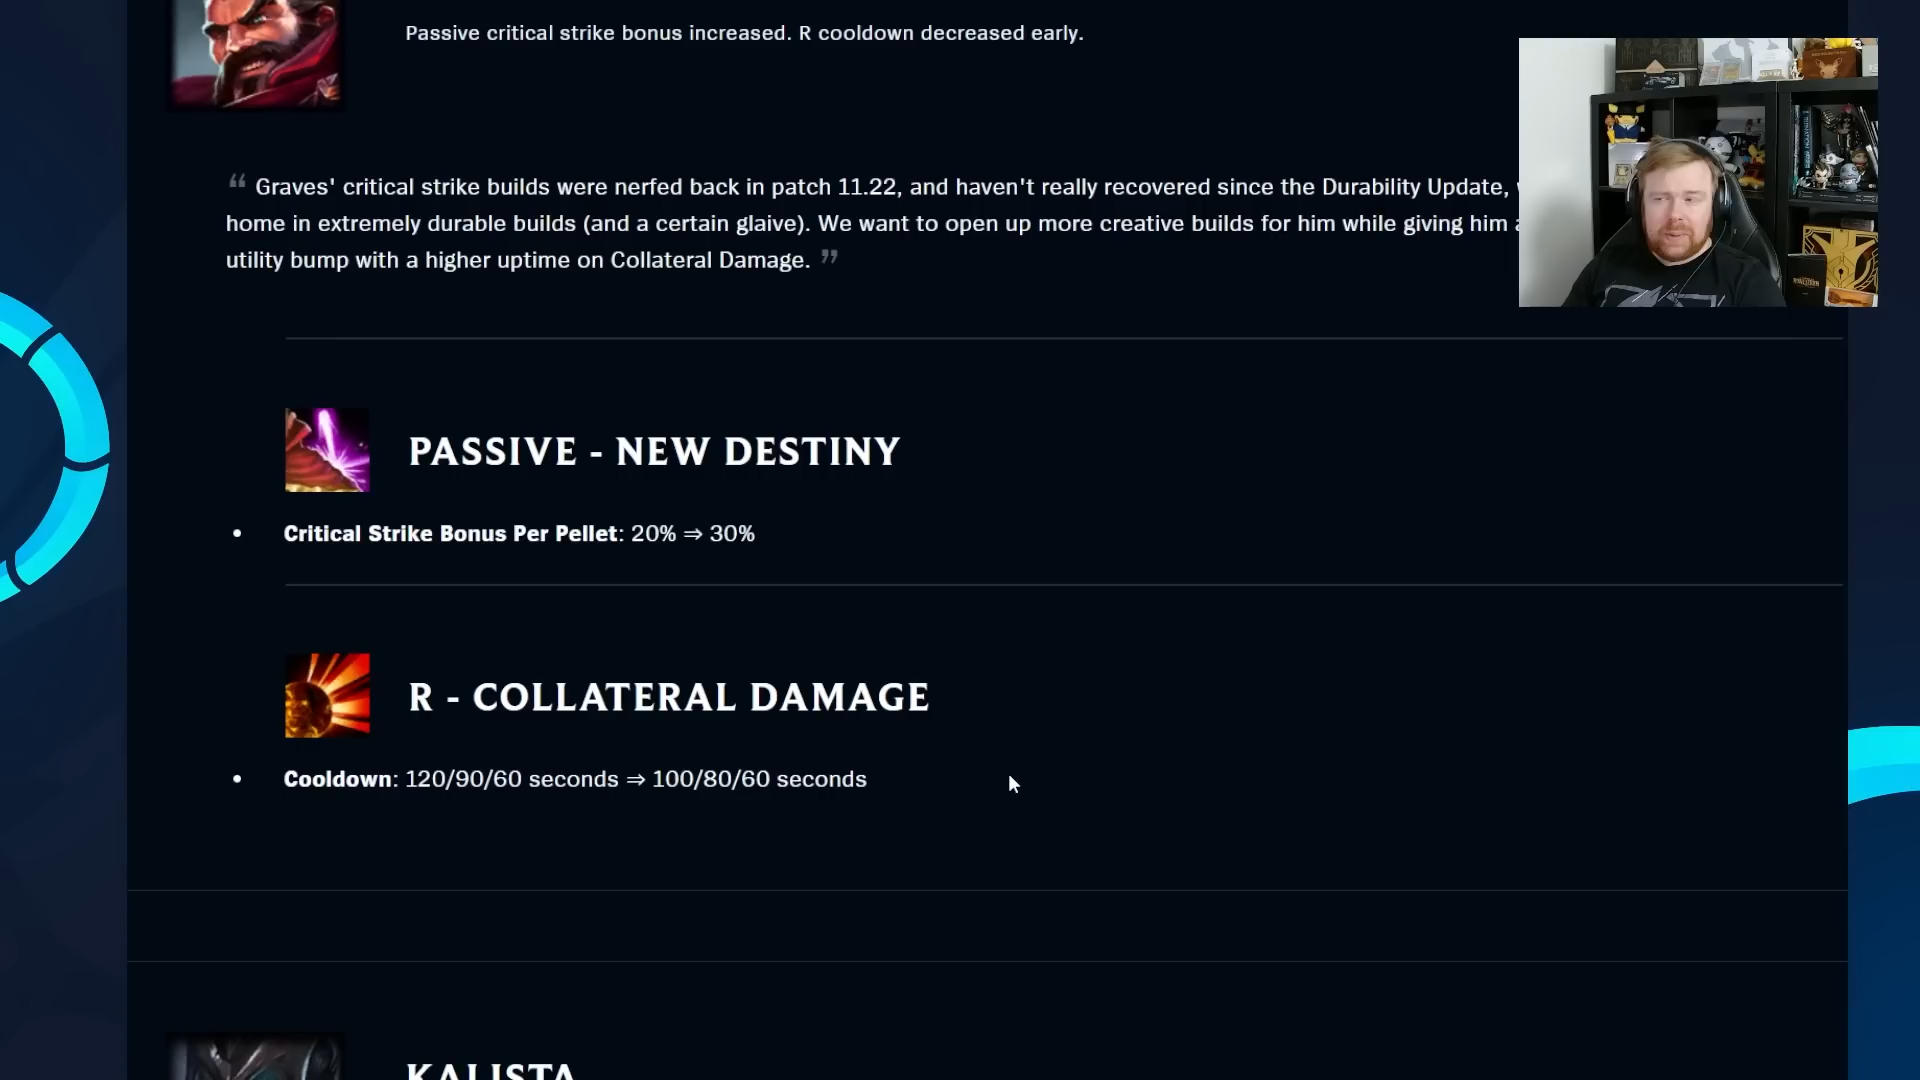 Passive critical strike bonus increased. R cooldown decreased early.
“ Graves' critical strike builds were nerfed back in patch 11.22, and haven't really recovered since the Durability Update,
home in extremely durable builds (and a certain glaive). We want to open up more creative builds for him while giving him
utility bump with a higher uptime on Collateral Damage. ”
PASSIVE - NEW DESTINY
• Critical Strike Bonus Per Pellet: 20% ⇒ 30%
R - COLLATERAL DAMAGE
• Cooldown: 120/90/60 seconds ⇒ 100/80/60 seconds
KALISTA